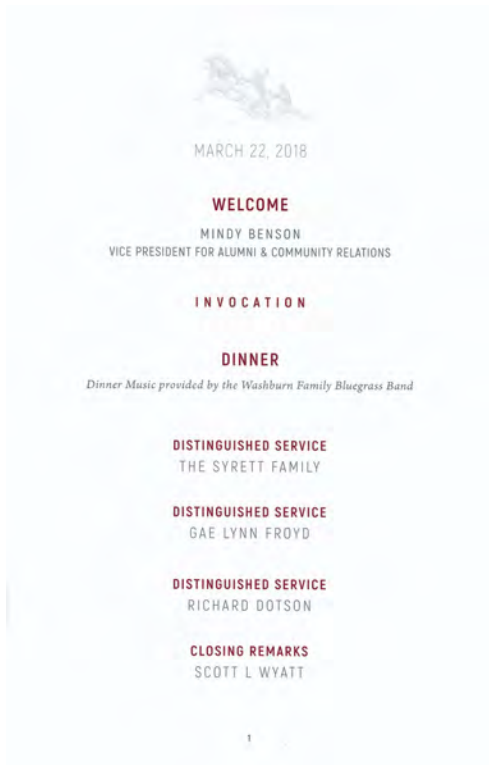 MARCH 22, 2018
WELCOME
MINDY BENSON
VICE PRESIDENT FOR ALUMNI & COMMUNITY RELATIONS
INVOCATION
DINNER
Dinner Music provided by the Washburn Family Bluegrass Band
DISTINGUISHED SERVICE
THE SYRETT FAMILY
DISTINGUISHED SERVICE
GAE LYNN FROYD
DISTINGUISHED SERVICE
RICHARD DOTSON
CLOSING REMARKS
SCOTT L WYATT
1